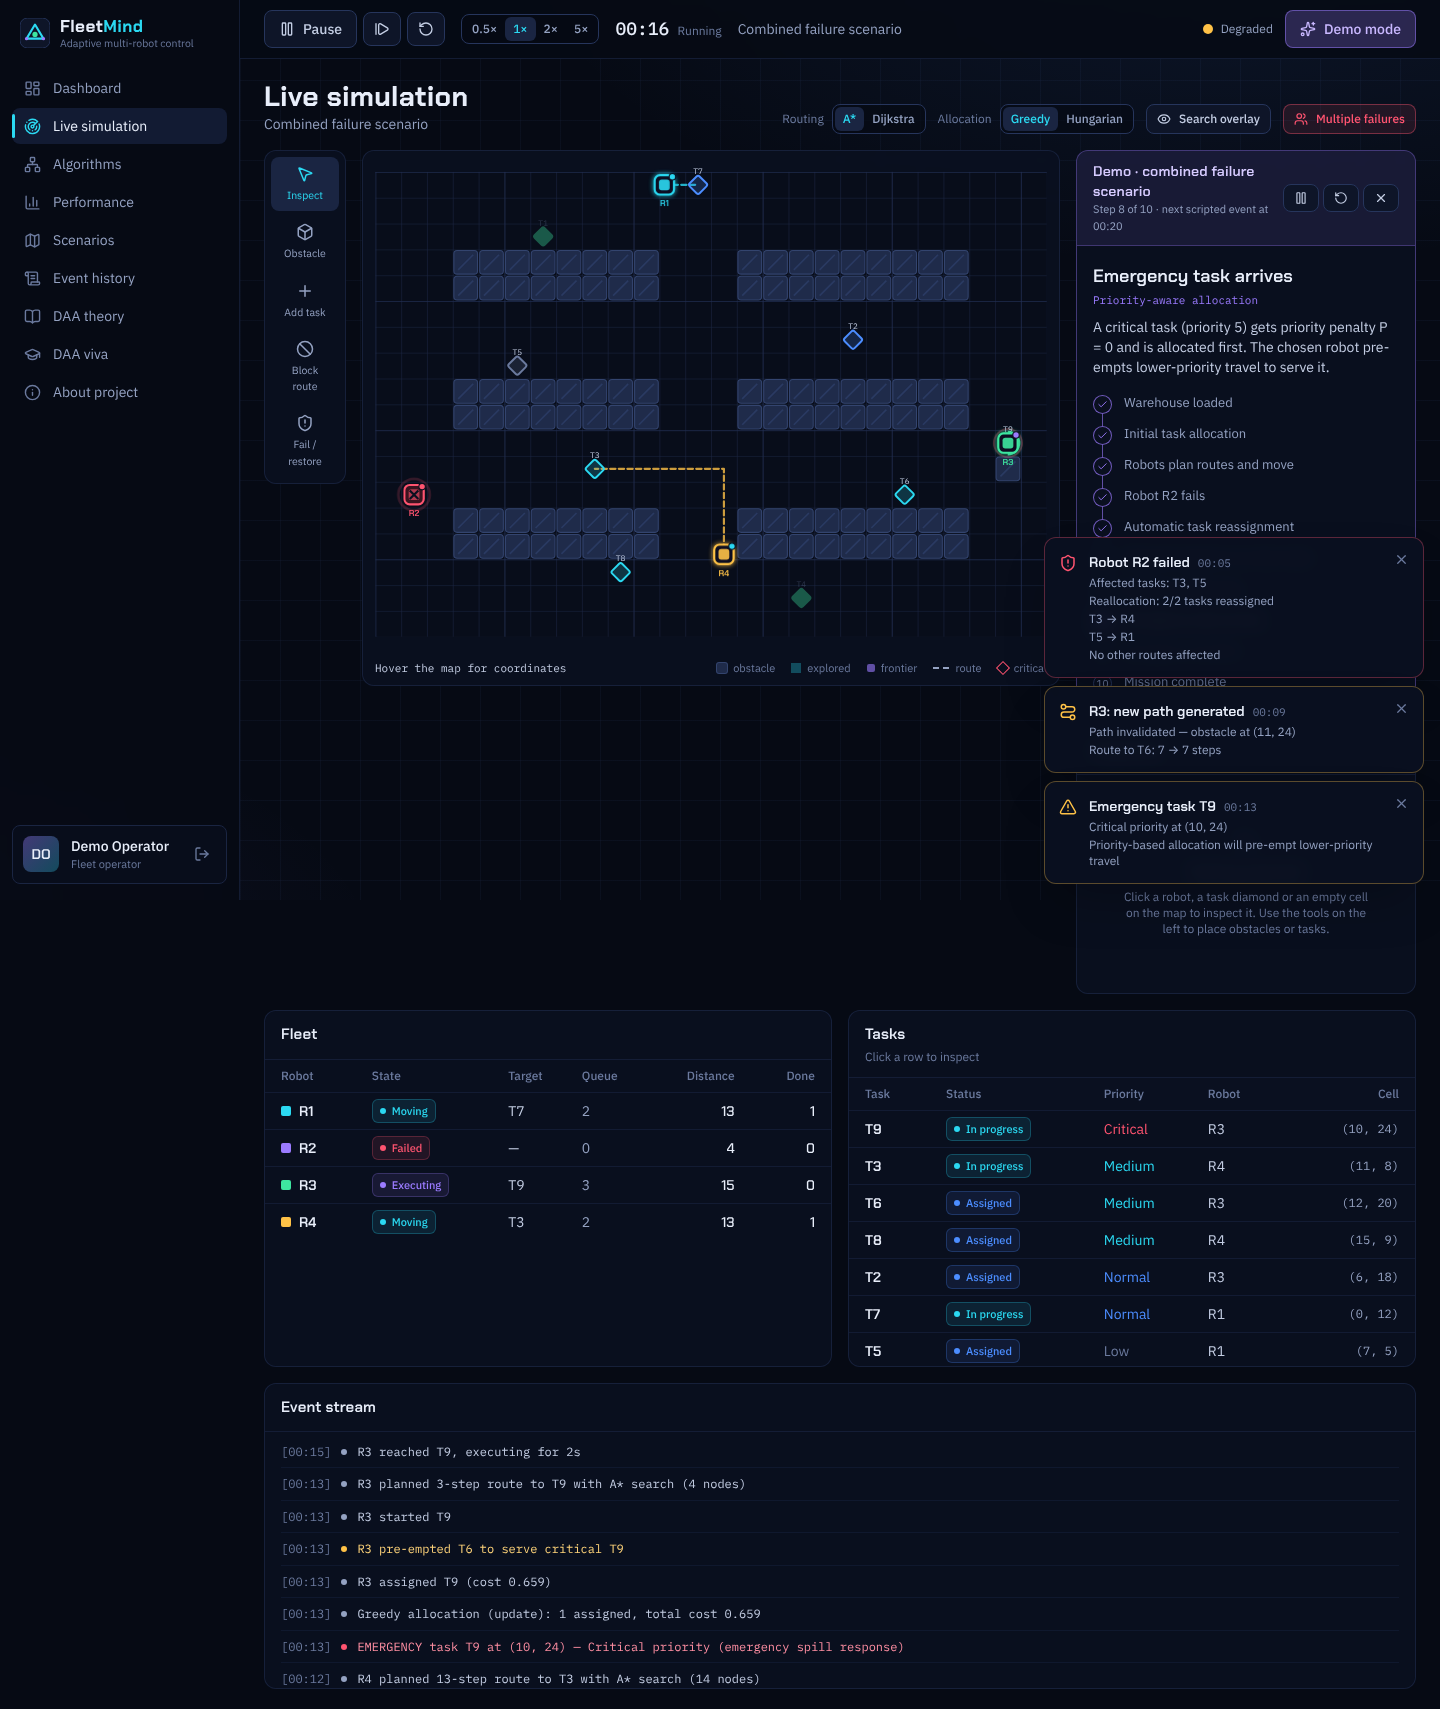 FleetMind
Adaptive multi-robot control
Dashboard
Live simulation
Algorithms
Performance
Scenarios
Event history
DAA theory
DAA viva
About project
DO
Demo Operator
Fleet operator
Pause
0.5× 1× 2× 5×
00:16 Running Combined failure scenario
Degraded
Demo mode
Live simulation
Combined failure scenario
Routing A* Dijkstra Allocation Greedy Hungarian Search overlay Multiple failures
Inspect
Obstacle
Add task
Block
route
Fail /
restore
T7
R1
T2
T5
T9
R3
T3
T6
R2
T8
R4
Hover the map for coordinates
obstacle explored frontier route critica
Demo · combined failure
scenario
Step 8 of 10 · next scripted event at
00:20
Emergency task arrives
Priority-aware allocation
A critical task (priority 5) gets priority penalty P
= 0 and is allocated first. The chosen robot pre-
empts lower-priority travel to serve it.
Warehouse loaded
Initial task allocation
Robots plan routes and move
Robot R2 fails
Automatic task reassignment
Robot R2 failed 00:05
Affected tasks: T3, T5
Reallocation: 2/2 tasks reassigned
T3 → R4
T5 → R1
No other routes affected
10 Mission complete
R3: new path generated 00:09
Path invalidated — obstacle at (11, 24)
Route to T6: 7 → 7 steps
Emergency task T9 00:13
Critical priority at (10, 24)
Priority-based allocation will pre-empt lower-priority
travel
Click a robot, a task diamond or an empty cell
on the map to inspect it. Use the tools on the
left to place obstacles or tasks.
Fleet
Robot State Target Queue Distance Done
R1 Moving T7 2 13 1
R2 Failed — 0 4 0
R3 Executing T9 3 15 0
R4 Moving T3 2 13 1
Tasks
Click a row to inspect
Task Status Priority Robot Cell
T9 In progress Critical R3 (10, 24)
T3 In progress Medium R4 (11, 8)
T6 Assigned Medium R3 (12, 20)
T8 Assigned Medium R4 (15, 9)
T2 Assigned Normal R3 (6, 18)
T7 In progress Normal R1 (0, 12)
T5 Assigned Low R1 (7, 5)
Event stream
[00:15] R3 reached T9, executing for 2s
[00:13] R3 planned 3-step route to T9 with A* search (4 nodes)
[00:13] R3 started T9
[00:13] R3 pre-empted T6 to serve critical T9
[00:13] R3 assigned T9 (cost 0.659)
[00:13] Greedy allocation (update): 1 assigned, total cost 0.659
[00:13] EMERGENCY task T9 at (10, 24) — Critical priority (emergency spill response)
[00:12] R4 planned 13-step route to T3 with A* search (14 nodes)